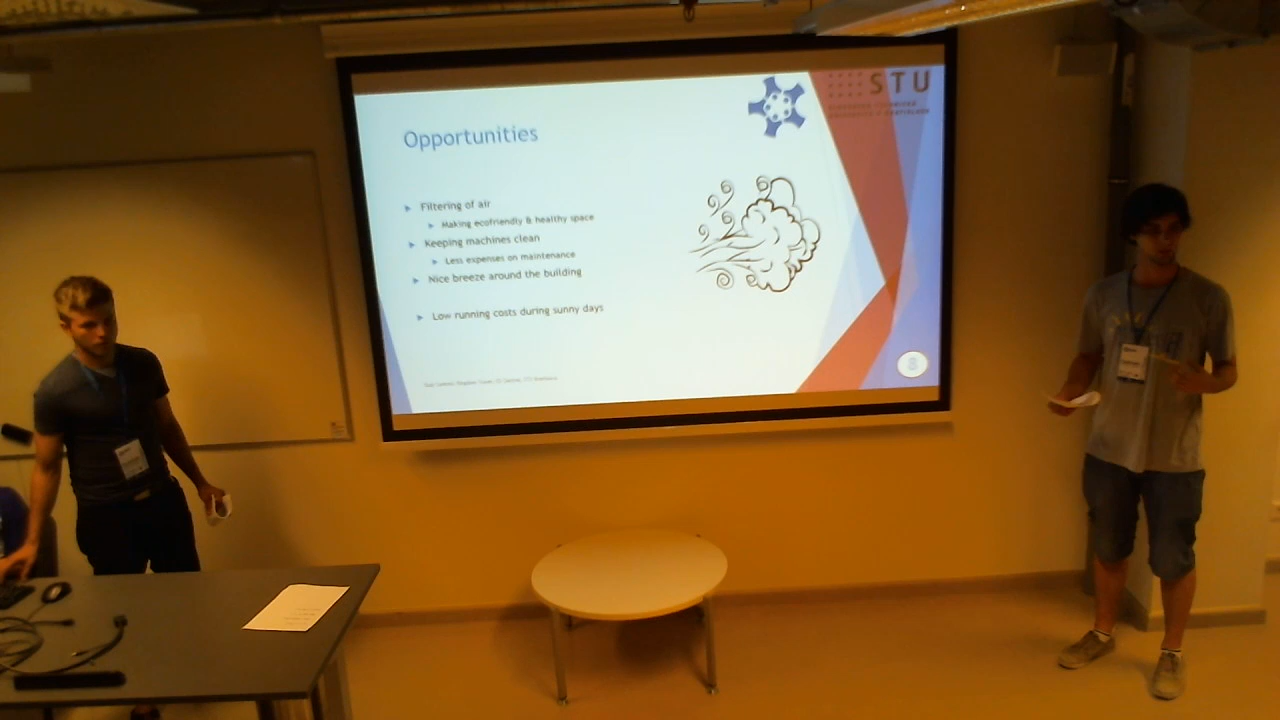 STU
Opportunities
Filtering of air
Making ecofriendly & healthy space
Keeping machines clean
Less expenses on maintenance
Nice breeze around the building
Low running costs during sunny days
8